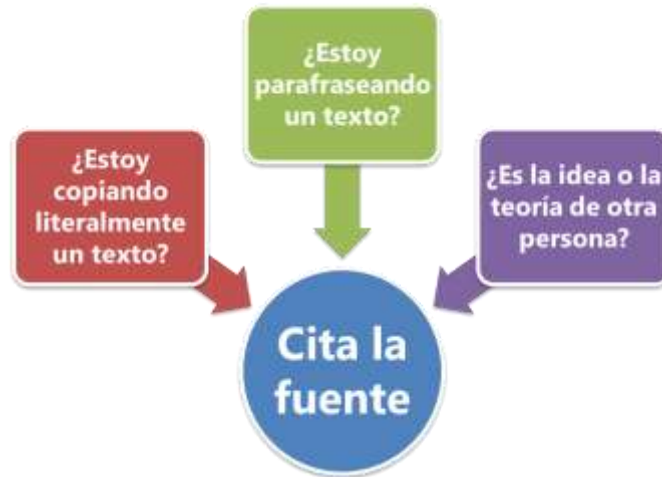 ¿Estoy
parafraseando
un texto?
¿Estoy
copiando
literalmente
un texto?
¿Es la idea o la
teoría de otra
persona?
Cita la
fuente